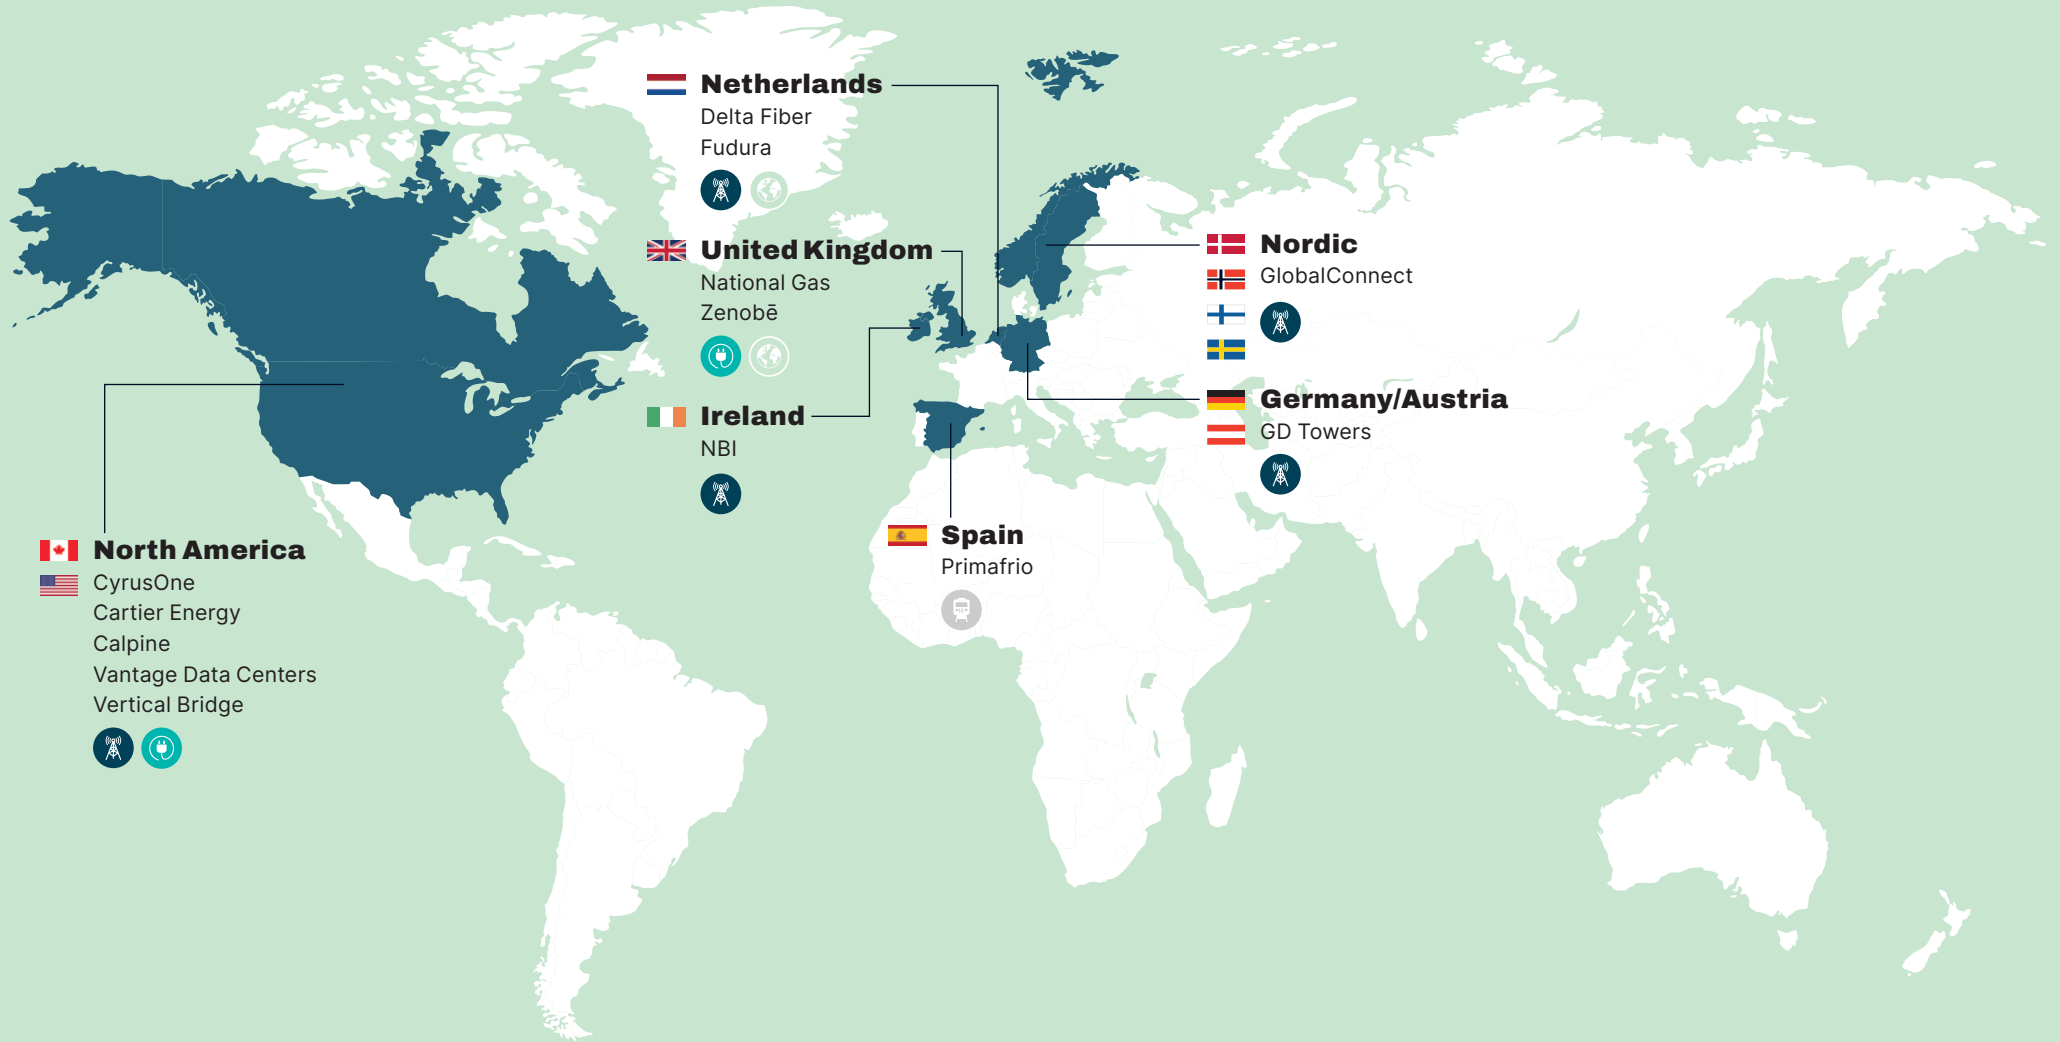 Netherlands
Delta Fiber
Fudura
United Kingdom
National Gas
Zenobē
Ireland
NBI
Nordic
GlobalConnect
Germany/Austria
GD Towers
Spain
Primafrio
North America
CyrusOne
Cartier Energy
Calpine
Vantage Data Centers
Vertical Bridge